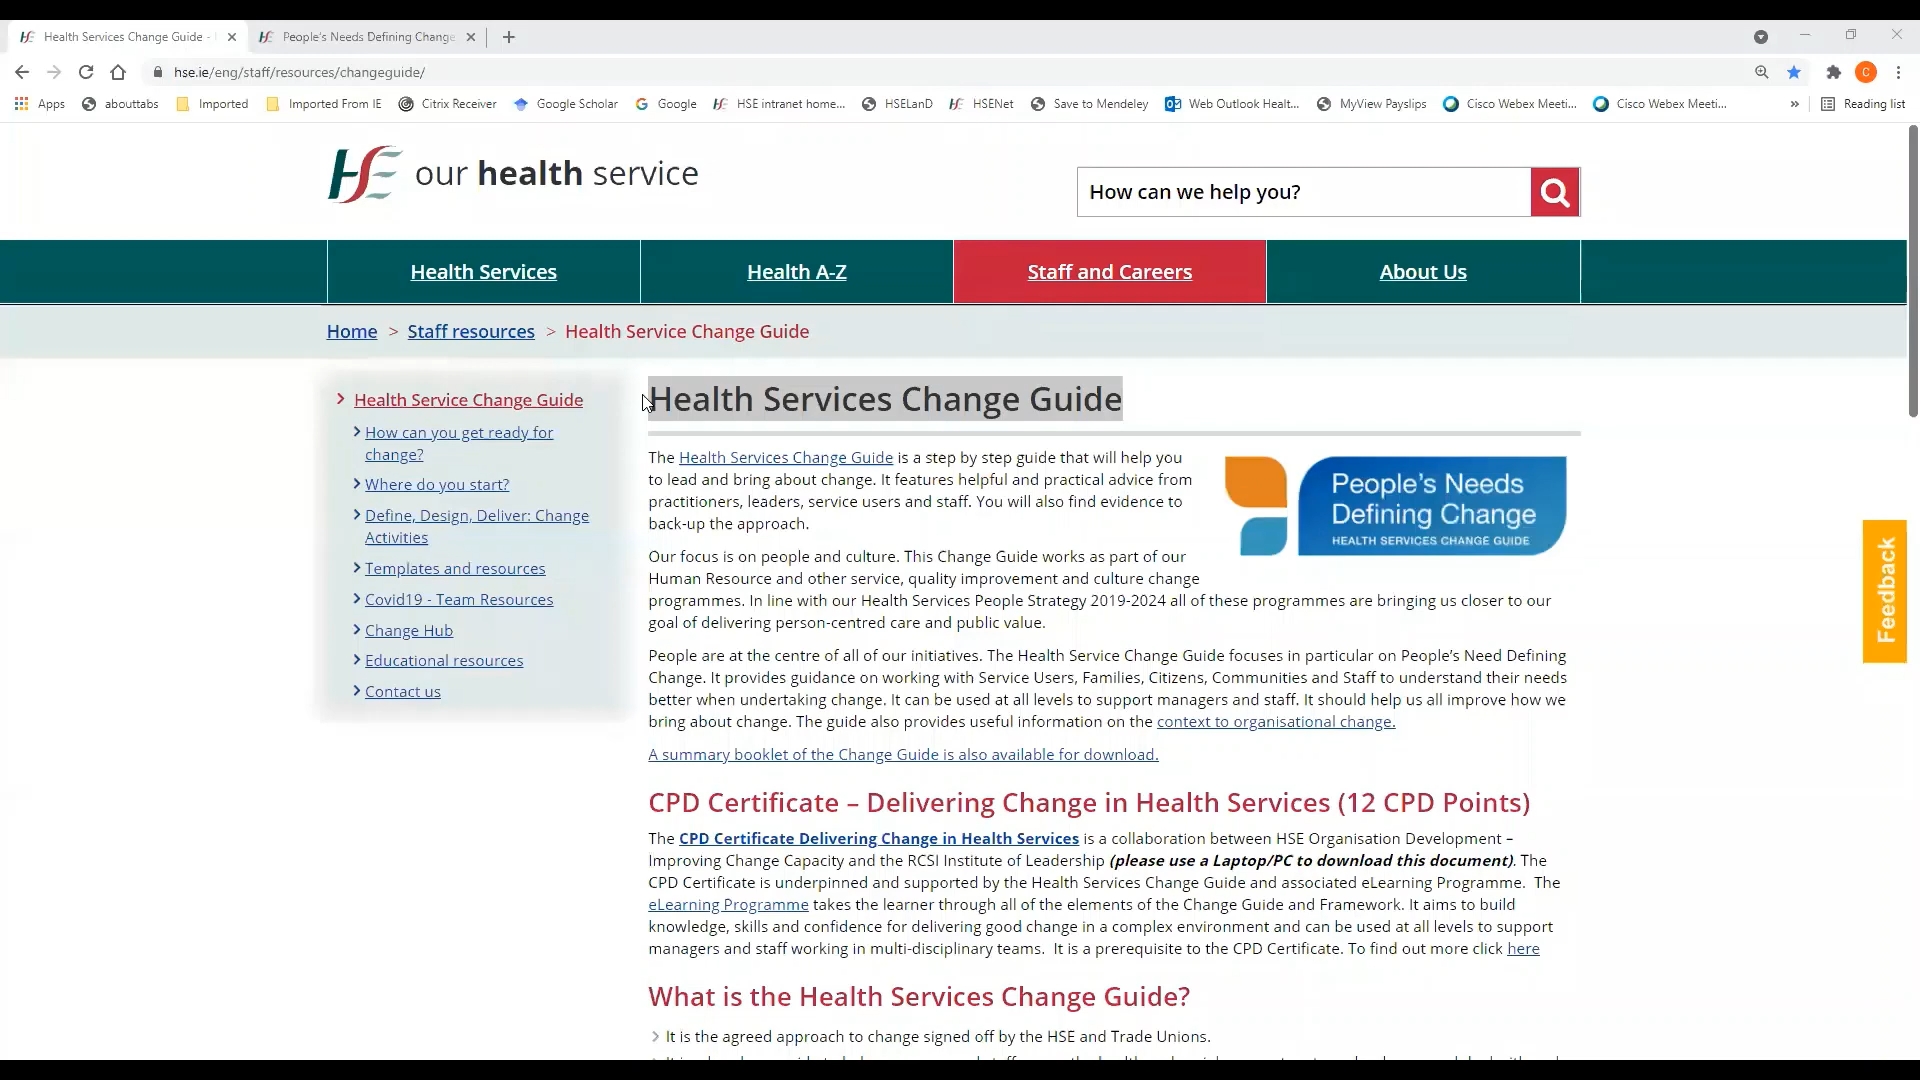 Health Services Change Guide -
People's Needs Defining Change
hse.ie/eng/staff/resources/changeguide/
C
Apps
abouttabs
Imported
Imported From IE
Citrix Receiver
Google Scholar
Google
HSE intranet home...
HSELanD
HSENet
Save to Mendeley
Web Outlook Healt...
MyView Payslips
Cisco Webex Meeti...
Cisco Webex Meeti...
»
Reading list
our health service
How can we help you?
Health Services
Health A-Z
Staff and Careers
About Us
Home > Staff resources > Health Service Change Guide
Health Service Change Guide
How can you get ready for
change?
Where do you start?
Define, Design, Deliver: Change
Activities
Templates and resources
Covid19 - Team Resources
Change Hub
Educational resources
Contact us
Health Services Change Guide
The Health Services Change Guide is a step by step guide that will help you
to lead and bring about change. It features helpful and practical advice from
practitioners, leaders, service users and staff. You will also find evidence to
back-up the approach.
People's Needs
Defining Change
HEALTH SERVICES CHANGE GUIDE
Our focus is on people and culture. This Change Guide works as part of our
Human Resource and other service, quality improvement and culture change
programmes. In line with our Health Services People Strategy 2019-2024 all of these programmes are bringing us closer to our
goal of delivering person-centred care and public value.
People are at the centre of all of our initiatives. The Health Service Change Guide focuses in particular on People's Need Defining
Change. It provides guidance on working with Service Users, Families, Citizens, Communities and Staff to understand their needs
better when undertaking change. It can be used at all levels to support managers and staff. It should help us all improve how we
bring about change. The guide also provides useful information on the context to organisational change.
A summary booklet of the Change Guide is also available for download.
CPD Certificate – Delivering Change in Health Services (12 CPD Points)
The CPD Certificate Delivering Change in Health Services is a collaboration between HSE Organisation Development –
Improving Change Capacity and the RCSI Institute of Leadership (please use a Laptop/PC to download this document). The
CPD Certificate is underpinned and supported by the Health Services Change Guide and associated eLearning Programme. The
eLearning Programme takes the learner through all of the elements of the Change Guide and Framework. It aims to build
knowledge, skills and confidence for delivering good change in a complex environment and can be used at all levels to support
managers and staff working in multi-disciplinary teams. It is a prerequisite to the CPD Certificate. To find out more click here
What is the Health Services Change Guide?
It is the agreed approach to change signed off by the HSE and Trade Unions.
Feedback